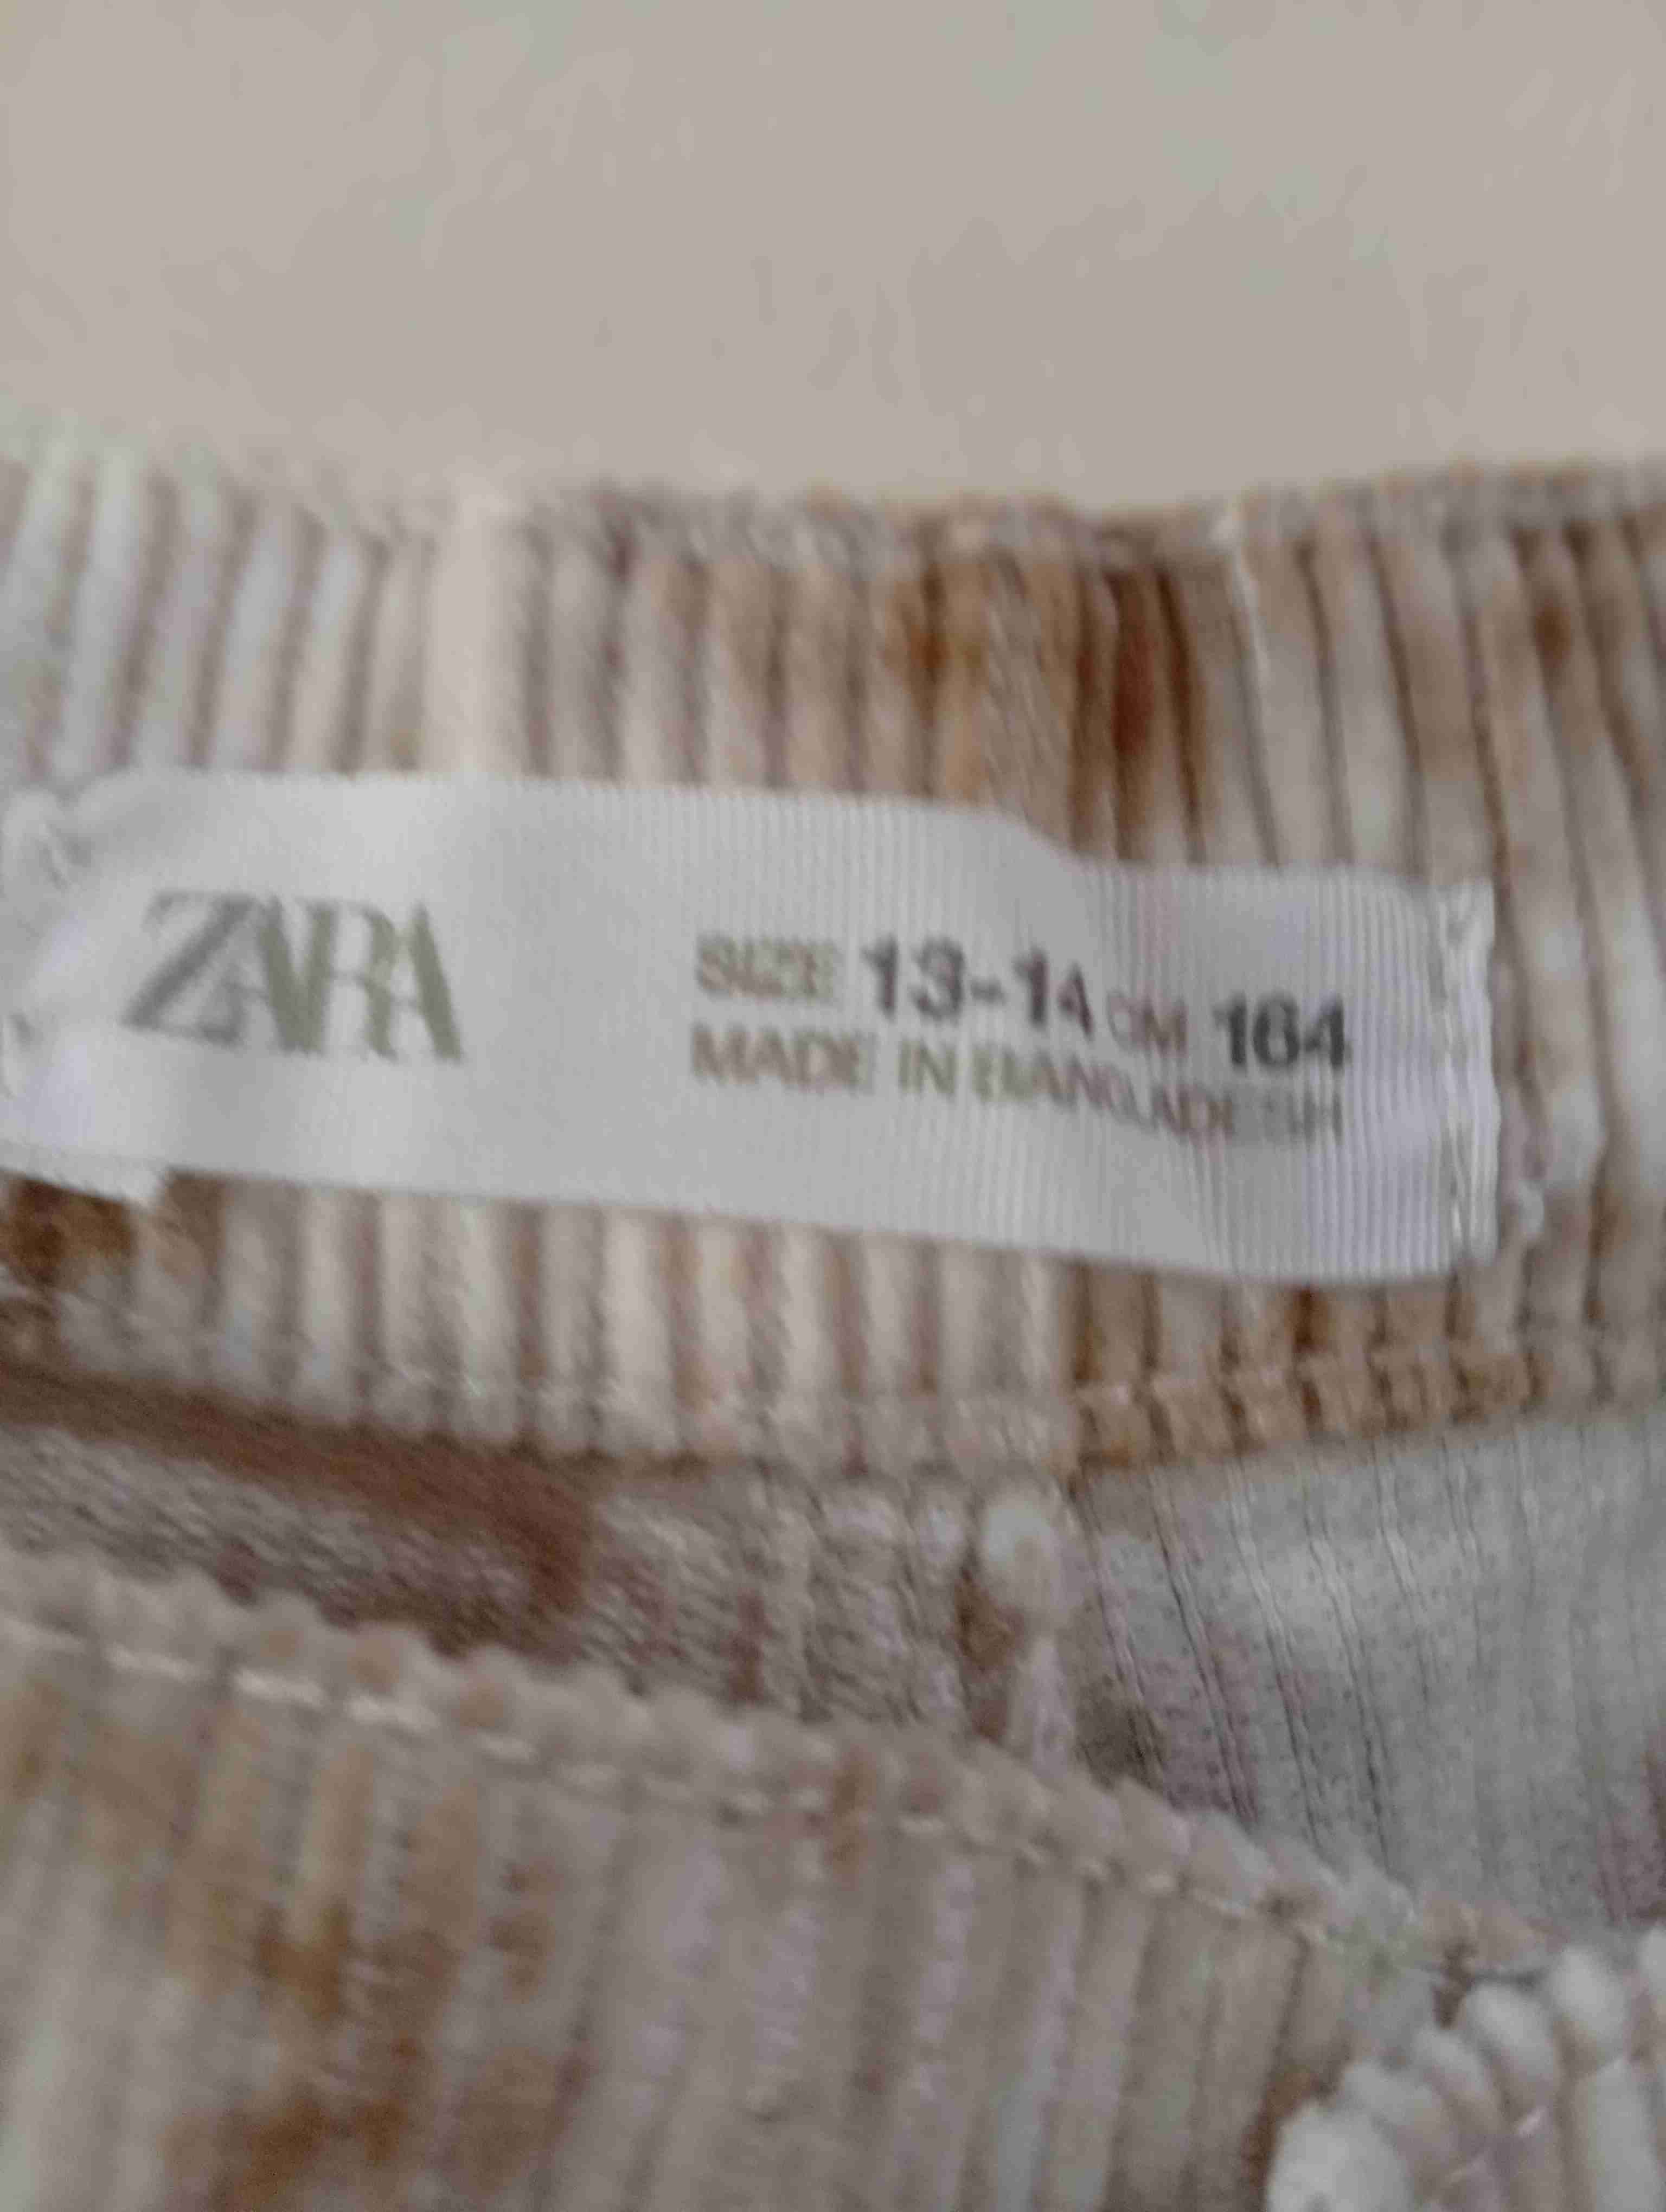 ZARA
SIZE 13-14 CM 164
MADE IN BANGLADESH